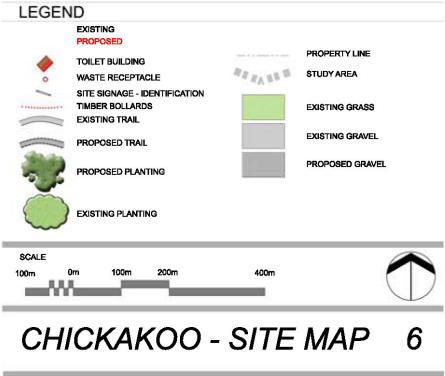 LEGEND
EXISTING
PROPOSED
TOILET BUILDING
WASTE RECEPTACLE
SITE SIGNAGE - IDENTIFICATION
TIMBER BOLLARDS
EXISTING TRAIL
PROPOSED TRAIL
PROPOSED PLANTING
EXISTING PLANTING
PROPERTY LINE
STUDY AREA
EXISTING GRASS
EXISTING GRAVEL
PROPOSED GRAVEL
SCALE
100m 0m 100m 200m 400m
CHICKAKOO - SITE MAP 6